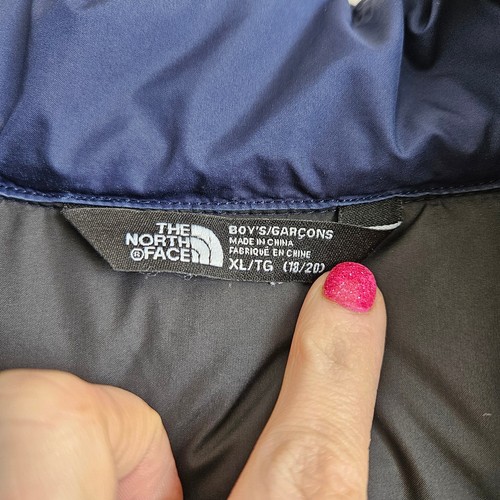 THE
NORTH
®FACE
BOY'S/GARÇONS
MADE IN CHINA
FABRIQUÉ EN CHINE
XL/TG (18/20)